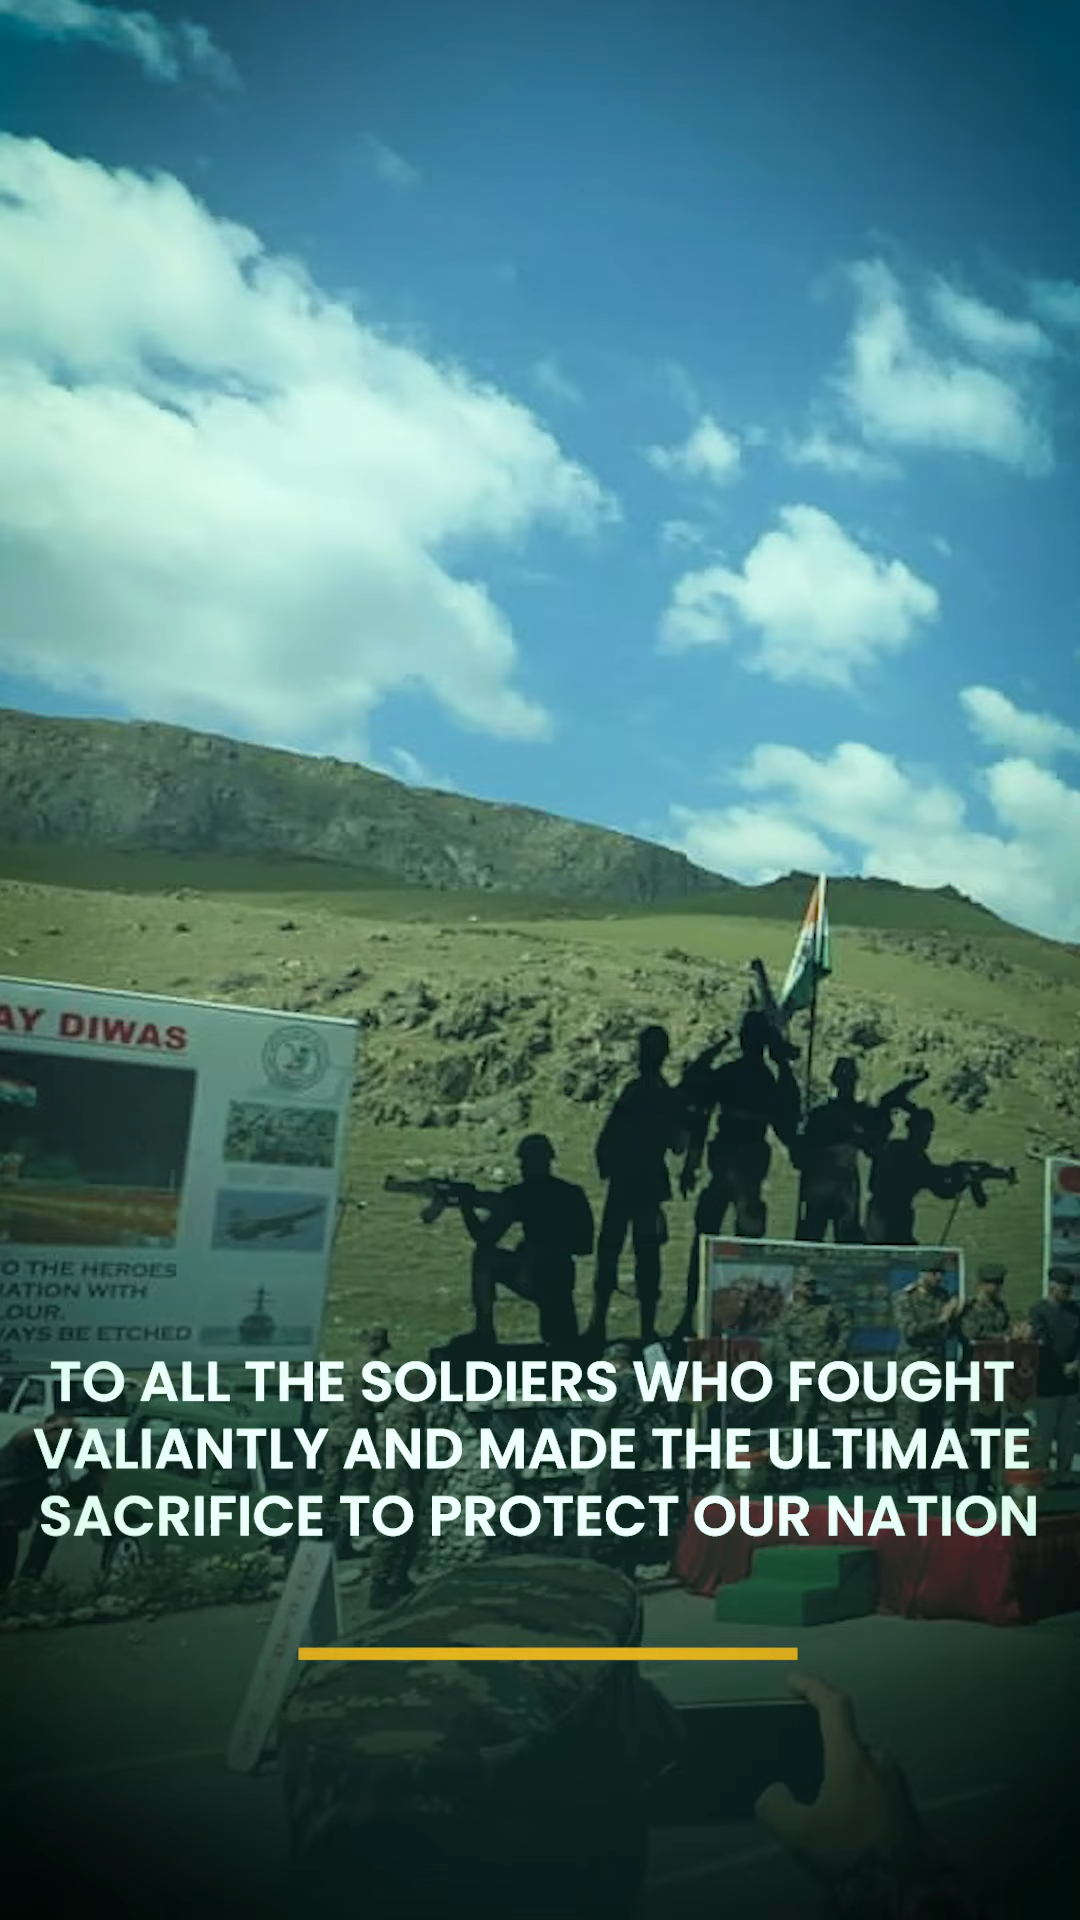 AY DIWAS
O THE HEROES
ATION WITH
LOUR.
AYS BE ETCHED
TO ALL THE SOLDIERS WHO FOUGHT
VALIANTLY AND MADE THE ULTIMATE
SACRIFICE TO PROTECT OUR NATION